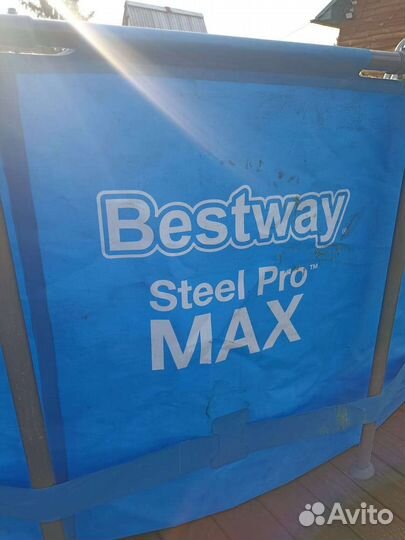 Bestway
Steel Pro™
MAX
Avito